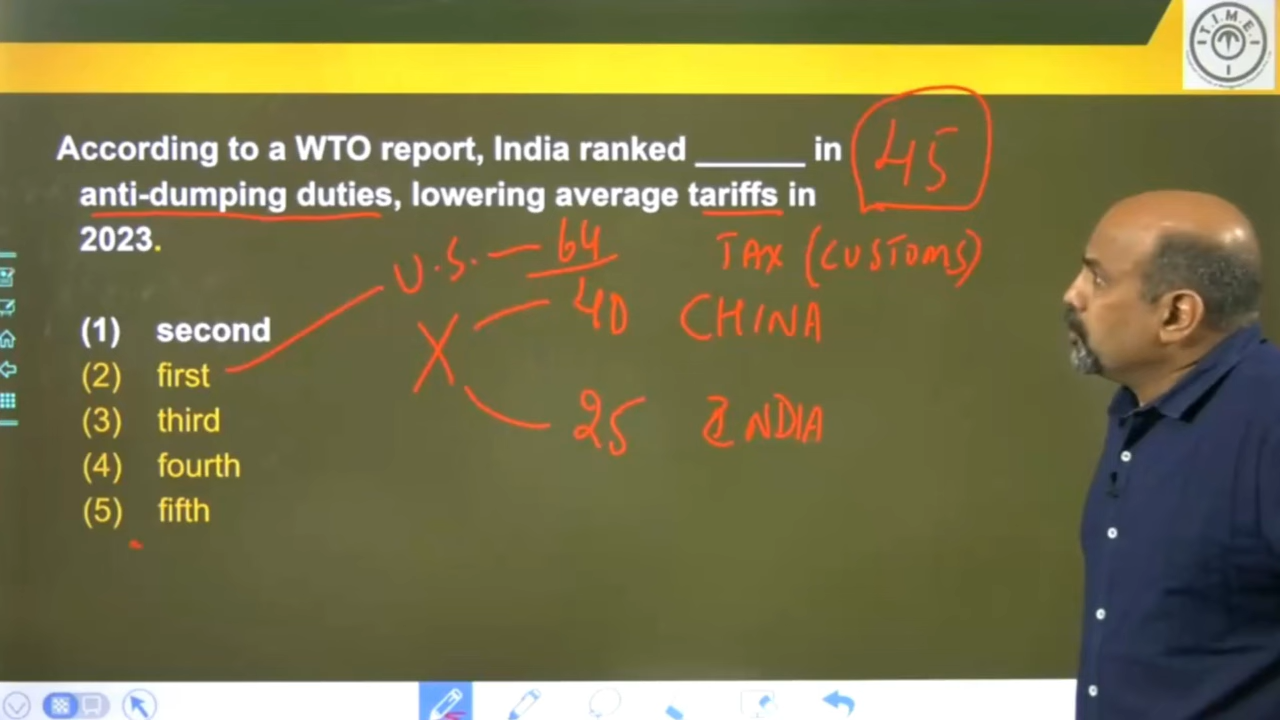 According to a WTO report, India ranked ______ in
anti-dumping duties, lowering average tariffs in
2023.
45
U.S. — 64
TAX (CUSTOMS)
X
40 CHINA
25 INDIA
(1) second
(2) first
(3) third
(4) fourth
(5) fifth
T.I.M.E.